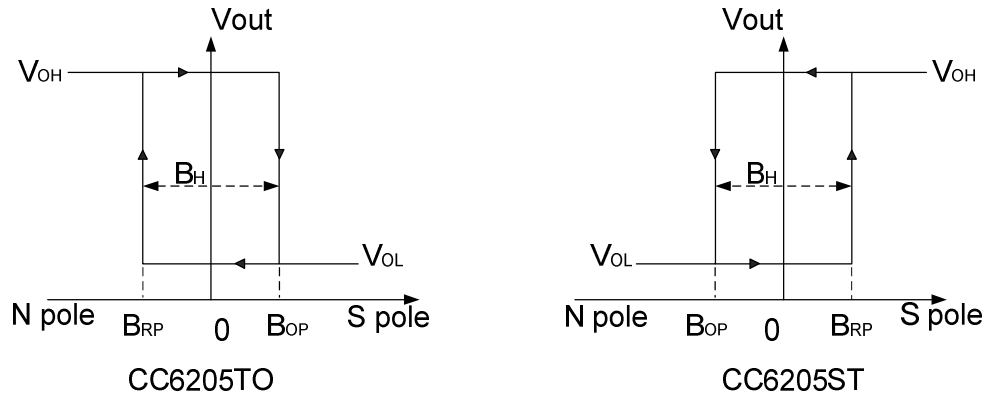 Vout
VOH
BH
VOL
N pole
BRP
0
BOP
S pole
CC6205TO
Vout
VOH
BH
VOL
N pole
BOP
0
BRP
S pole
CC6205ST